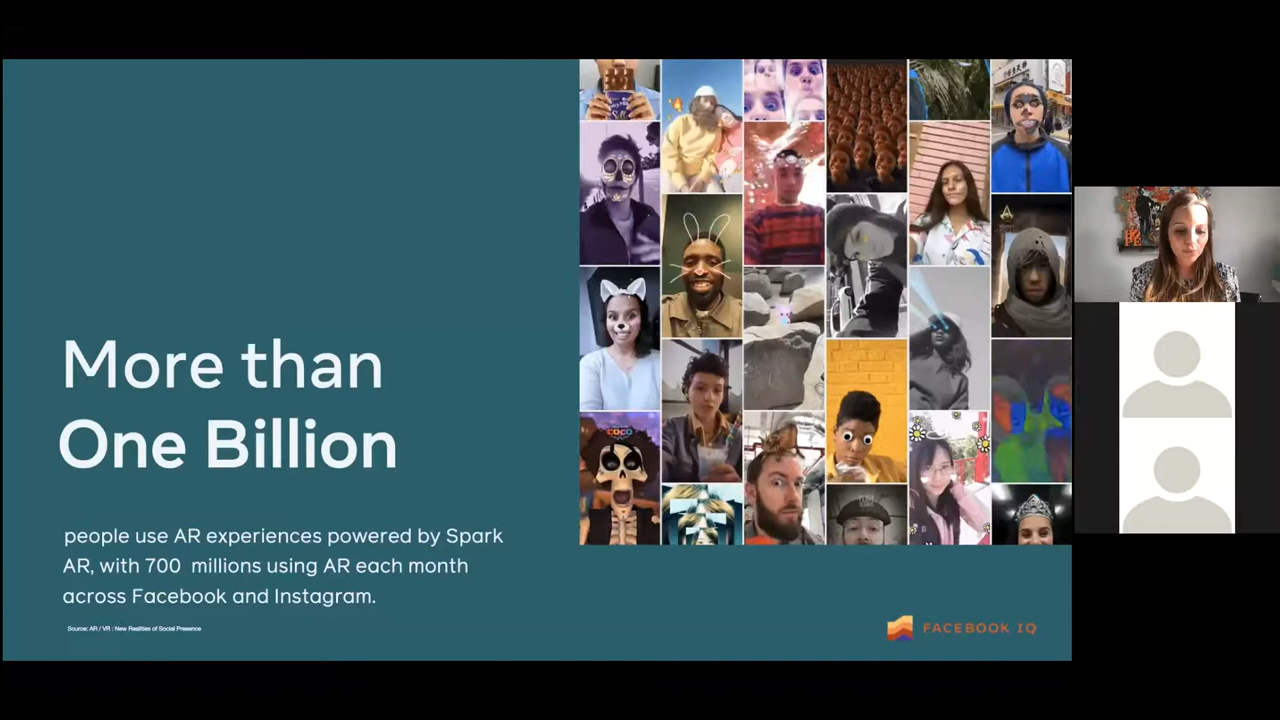 More than
One Billion
people use AR experiences powered by Spark
AR, with 700 millions using AR each month
across Facebook and Instagram.
Source: AR / VR : New Realities of Social Presence
FACEBOOK IQ
COCO